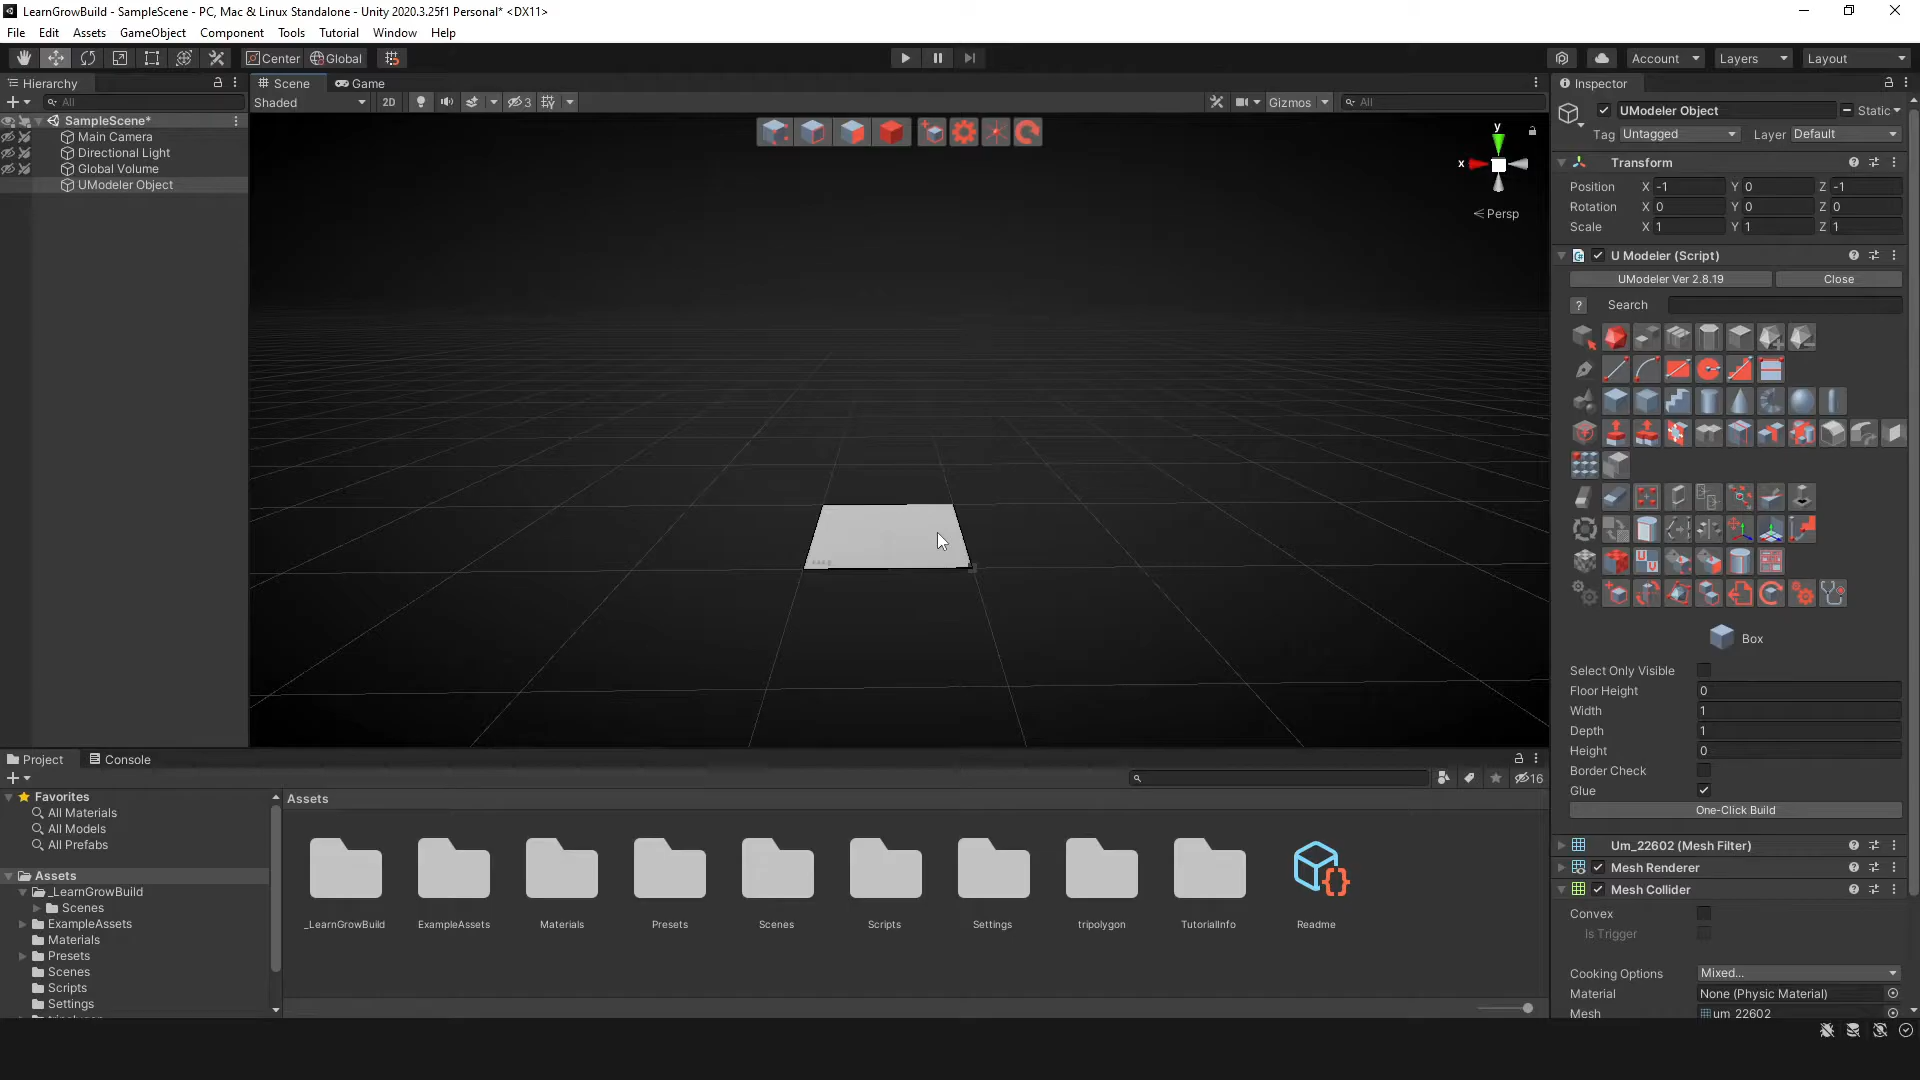 LearnGrowBuild - SampleScene - PC, Mac & Linux Standalone - Unity 2020.3.25f1 Personal* <DX11>
File Edit Assets GameObject Component Tools Tutorial Window Help
Center Global Account Layers Layout
Hierarchy
All
SampleScene*
Main Camera
Directional Light
Global Volume
UModeler Object
Scene Game
Shaded 2D 3 Gizmos All
y
x
Persp
Inspector
UModeler Object Static
Tag Untagged Layer Default
Transform
Position X -1 Y 0 Z -1
Rotation X 0 Y 0 Z 0
Scale X 1 Y 1 Z 1
U Modeler (Script)
UModeler Ver 2.8.19 Close
? Search
Box
Select Only Visible
Floor Height 0
Width 1
Depth 1
Height 0
Border Check
Glue
One-Click Build
Um_22602 (Mesh Filter)
Mesh Renderer
Mesh Collider
Convex
Is Trigger
Cooking Options Mixed...
Material None (Physic Material)
Mesh um_22602
Project Console
16
Favorites
All Materials
All Models
All Prefabs
Assets
_LearnGrowBuild
Scenes
ExampleAssets
Materials
Presets
Scenes
Scripts
Settings
Assets
_LearnGrowBuild ExampleAssets Materials Presets Scenes Scripts Settings tripolygon TutorialInfo Readme